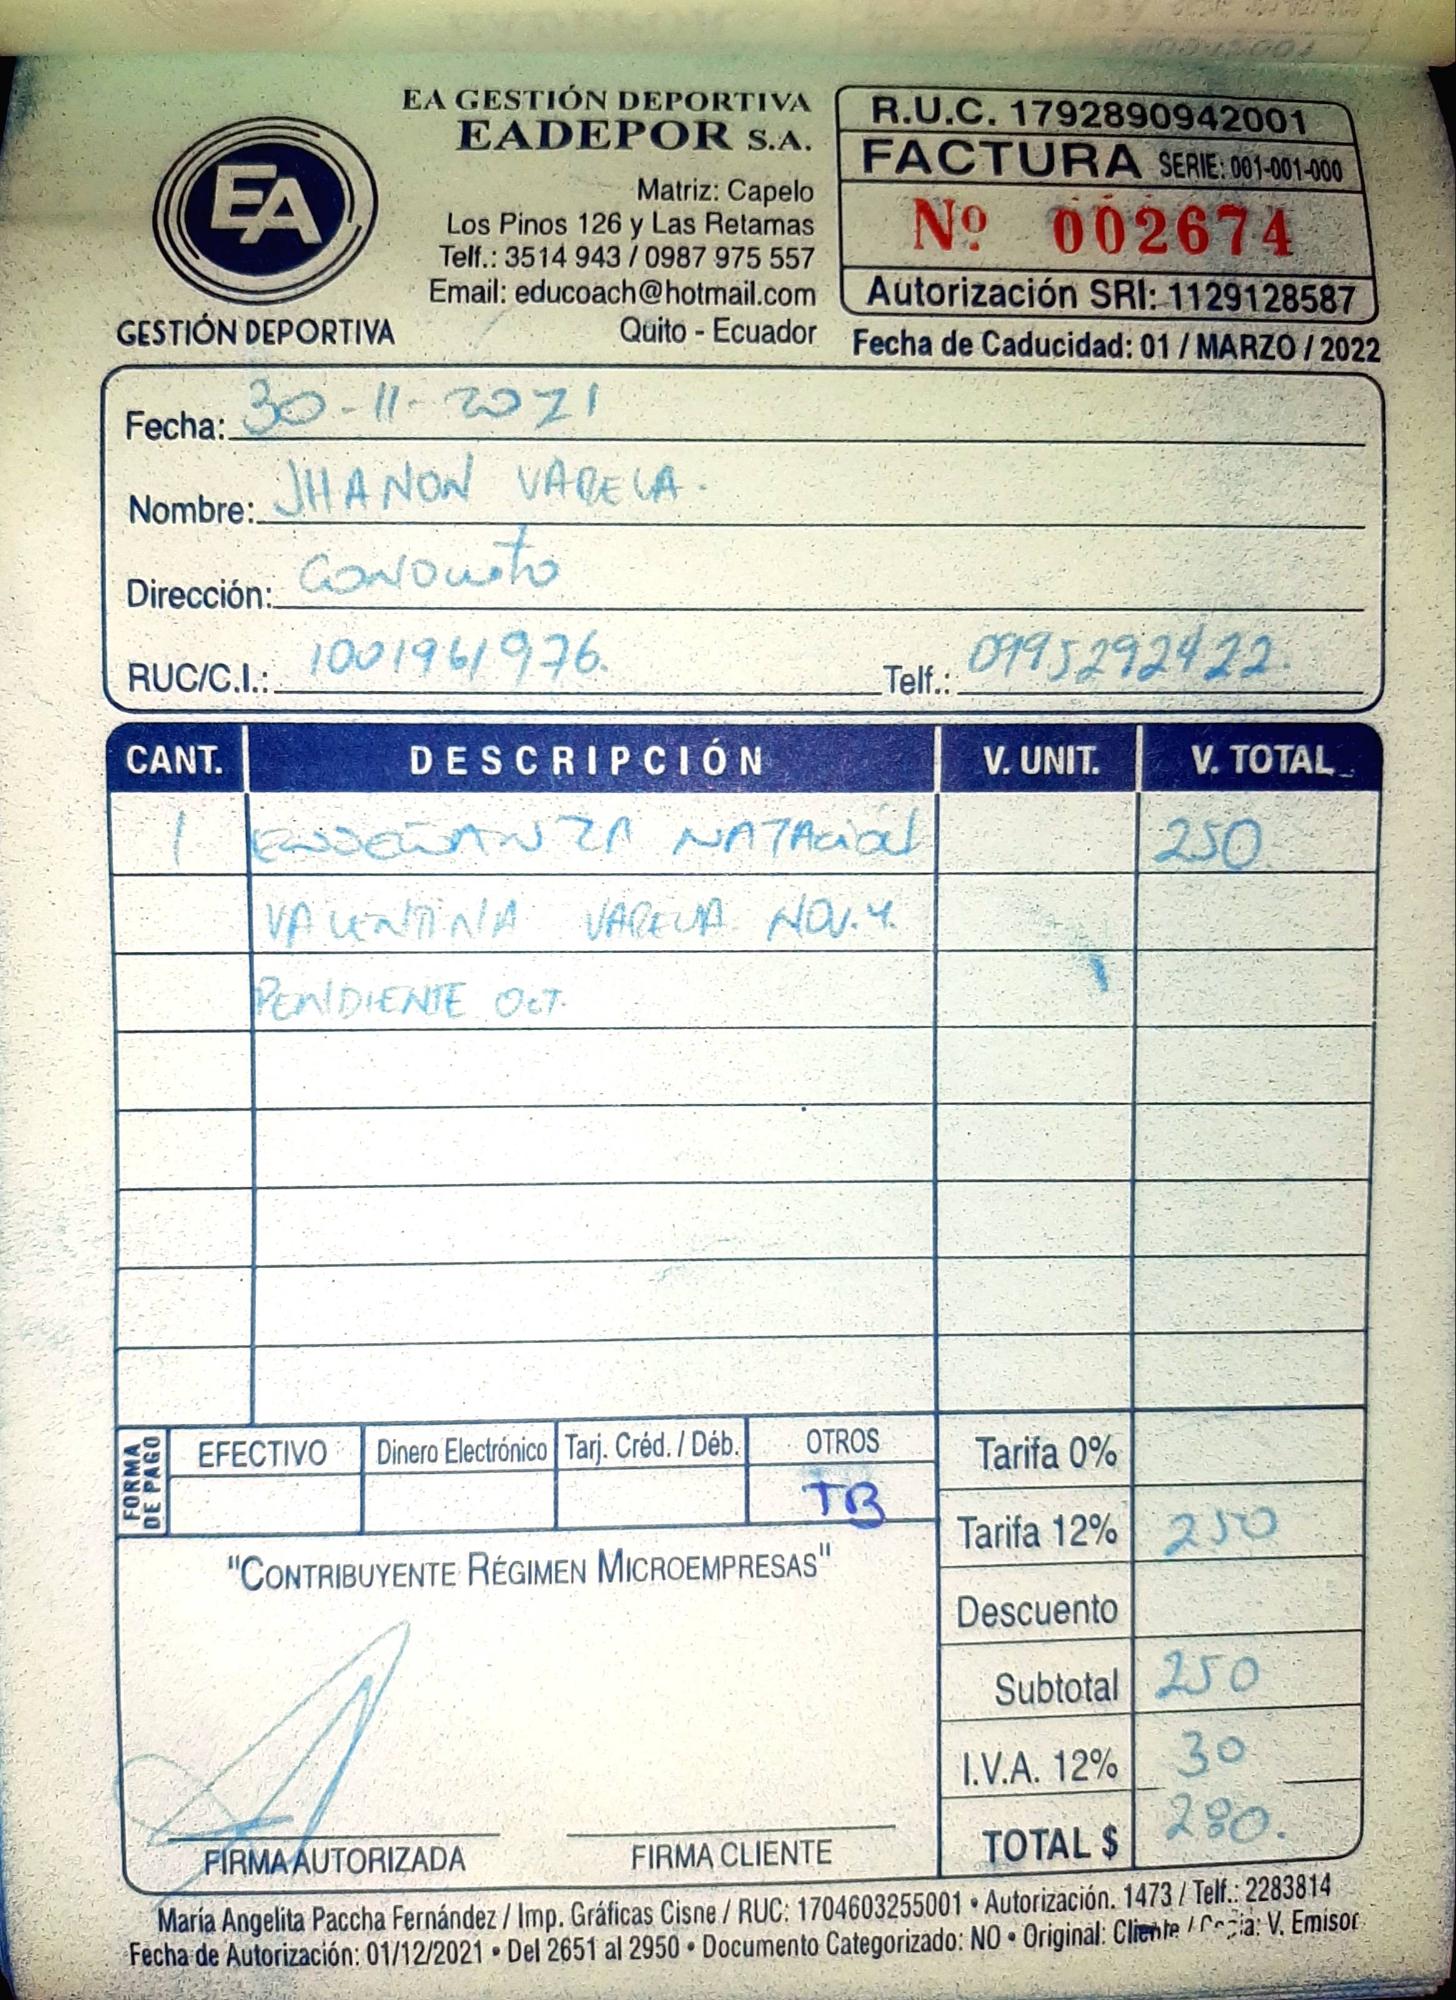 EA GESTIÓN DEPORTIVA
EADEPOR S.A.
Matriz: Capelo
Los Pinos 126 y Las Retamas
Telf.: 3514 943 / 0987 975 557
Email: educoach@hotmail.com
Quito - Ecuador
EA
GESTIÓN DEPORTIVA
R.U.C. 1792890942001
FACTURA SERIE: 001-001-000
Nº 002674
Autorización SRI: 1129128587
Fecha de Caducidad: 01 / MARZO / 2022
Fecha: 30-11-2021
Nombre: JHANON VARELA.
Dirección: CONOCOTO
RUC/C.I.: 1001961976. Telf.: 0995292422.
CANT. DESCRIPCIÓN V. UNIT. V. TOTAL
1 ENSEÑANZA NATACIÓN 250
VALENTINA VARELA NOV. Y.
PENDIENTE OCT.
FORMA DE PAGO
EFECTIVO Dinero Electrónico Tarj. Créd. / Déb. OTROS
TB
Tarifa 0%
Tarifa 12% 250
Descuento
Subtotal 250
I.V.A. 12% 30
TOTAL $ 280.
"CONTRIBUYENTE RÉGIMEN MICROEMPRESAS"
FIRMA AUTORIZADA FIRMA CLIENTE
María Angelita Paccha Fernández / Imp. Gráficas Cisne / RUC: 1704603255001 • Autorización. 1473 / Telf.: 2283814
Fecha de Autorización: 01/12/2021 • Del 2651 al 2950 • Documento Categorizado: NO • Original: Cliente / Copia: V. Emisor